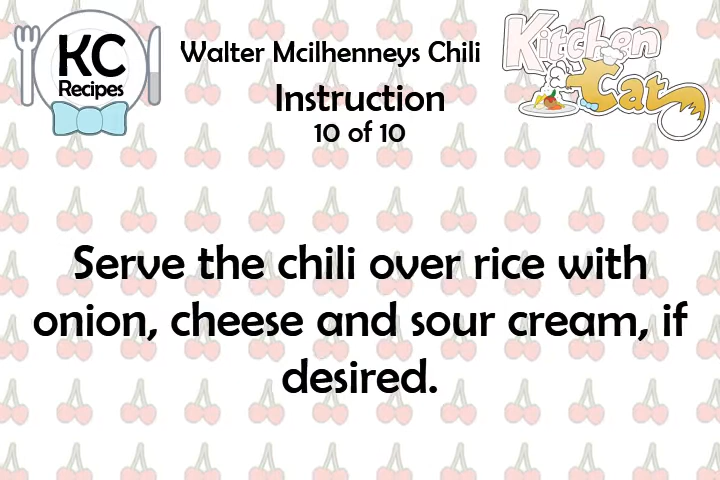 KC
Recipes
Walter Mcilhenneys Chili
Kitchen
Cat
Instruction
10 of 10
Serve the chili over rice with
onion, cheese and sour cream, if
desired.